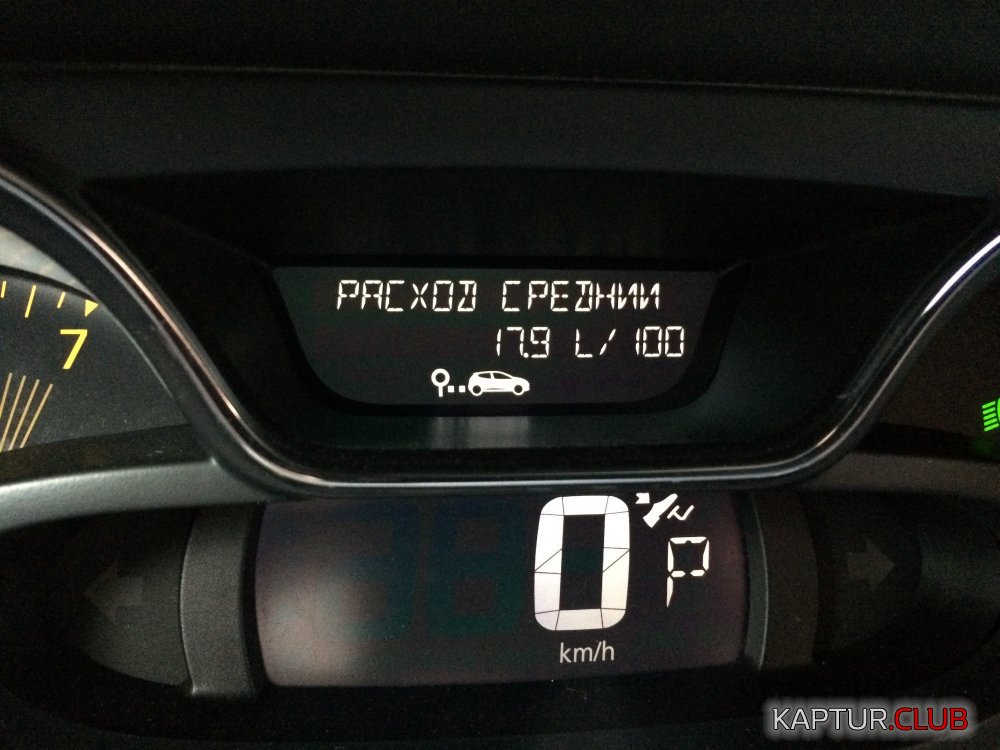 РАСХОД СРЕДНИИ
17.9 L/100
7
0
P
km/h
KAPTUR.CLUB